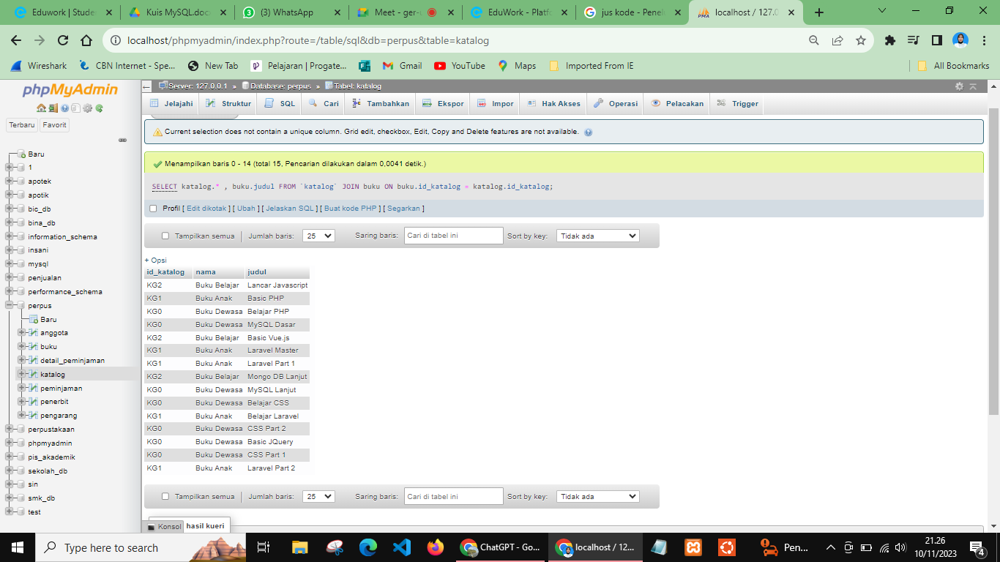 Edework | Stude
Kuis MySQL.doc
(3) WhatsApp
Meet - ger-
EduWork - Platf
jus kode - Penel
localhost / 127.0
localhost/phpmyadmin/index.php?route=/table/sql&db=perpus&table=katalog
Wireshark
CBN Internet - Spe...
New Tab
Pelajaran | Progate...
Gmail
YouTube
Maps
Imported From IE
All Bookmarks
phpMyAdmin
Terbaru
Favorit
Baru
1
apotek
apotik
bic_db
bina_db
information_schema
insani
mysql
penjualan
performance_schema
perpus
Baru
anggota
buku
detail_peminjaman
katalog
peminjaman
penerbit
pengarang
perpustakaan
phpmyadmin
pis_akademik
sekolah_db
sin
smk_db
test
Server: 127.0.0.1 » Database: perpus » Tabel: katalog
Jelajahi
Struktur
SQL
Cari
Tambahkan
Ekspor
Impor
Hak Akses
Operasi
Pelacakan
Trigger
Current selection does not contain a unique column. Grid edit, checkbox, Edit, Copy and Delete features are not available.
Menampilkan baris 0 - 14 (total 15, Pencarian dilakukan dalam 0,0041 detik.)
SELECT katalog.* , buku.judul FROM `katalog` JOIN buku ON buku.id_katalog = katalog.id_katalog;
Profil [ Edit dikotak ] [ Ubah ] [ Jelaskan SQL ] [ Buat kode PHP ] [ Segarkan ]
Tampilkan semua | Jumlah baris: 25 Saring baris: Cari di tabel ini Sort by key: Tidak ada
+ Opsi
id_katalog nama judul
KG2 Buku Belajar Lancar Javascript
KG1 Buku Anak Basic PHP
KG0 Buku Dewasa Belajar PHP
KG0 Buku Dewasa MySQL Dasar
KG2 Buku Belajar Basic Vue.js
KG1 Buku Anak Laravel Master
KG1 Buku Anak Laravel Part 1
KG2 Buku Belajar Mongo DB Lanjut
KG0 Buku Dewasa MySQL Lanjut
KG0 Buku Dewasa Belajar CSS
KG1 Buku Anak Belajar Laravel
KG0 Buku Dewasa CSS Part 2
KG0 Buku Dewasa Basic JQuery
KG0 Buku Dewasa CSS Part 1
KG1 Buku Anak Laravel Part 2
Tampilkan semua | Jumlah baris: 25 Saring baris: Cari di tabel ini Sort by key: Tidak ada
Konsol hasil kueri
Type here to search
ChatGPT - Go...
localhost / 12...
Pen...
21.26
10/11/2023
4